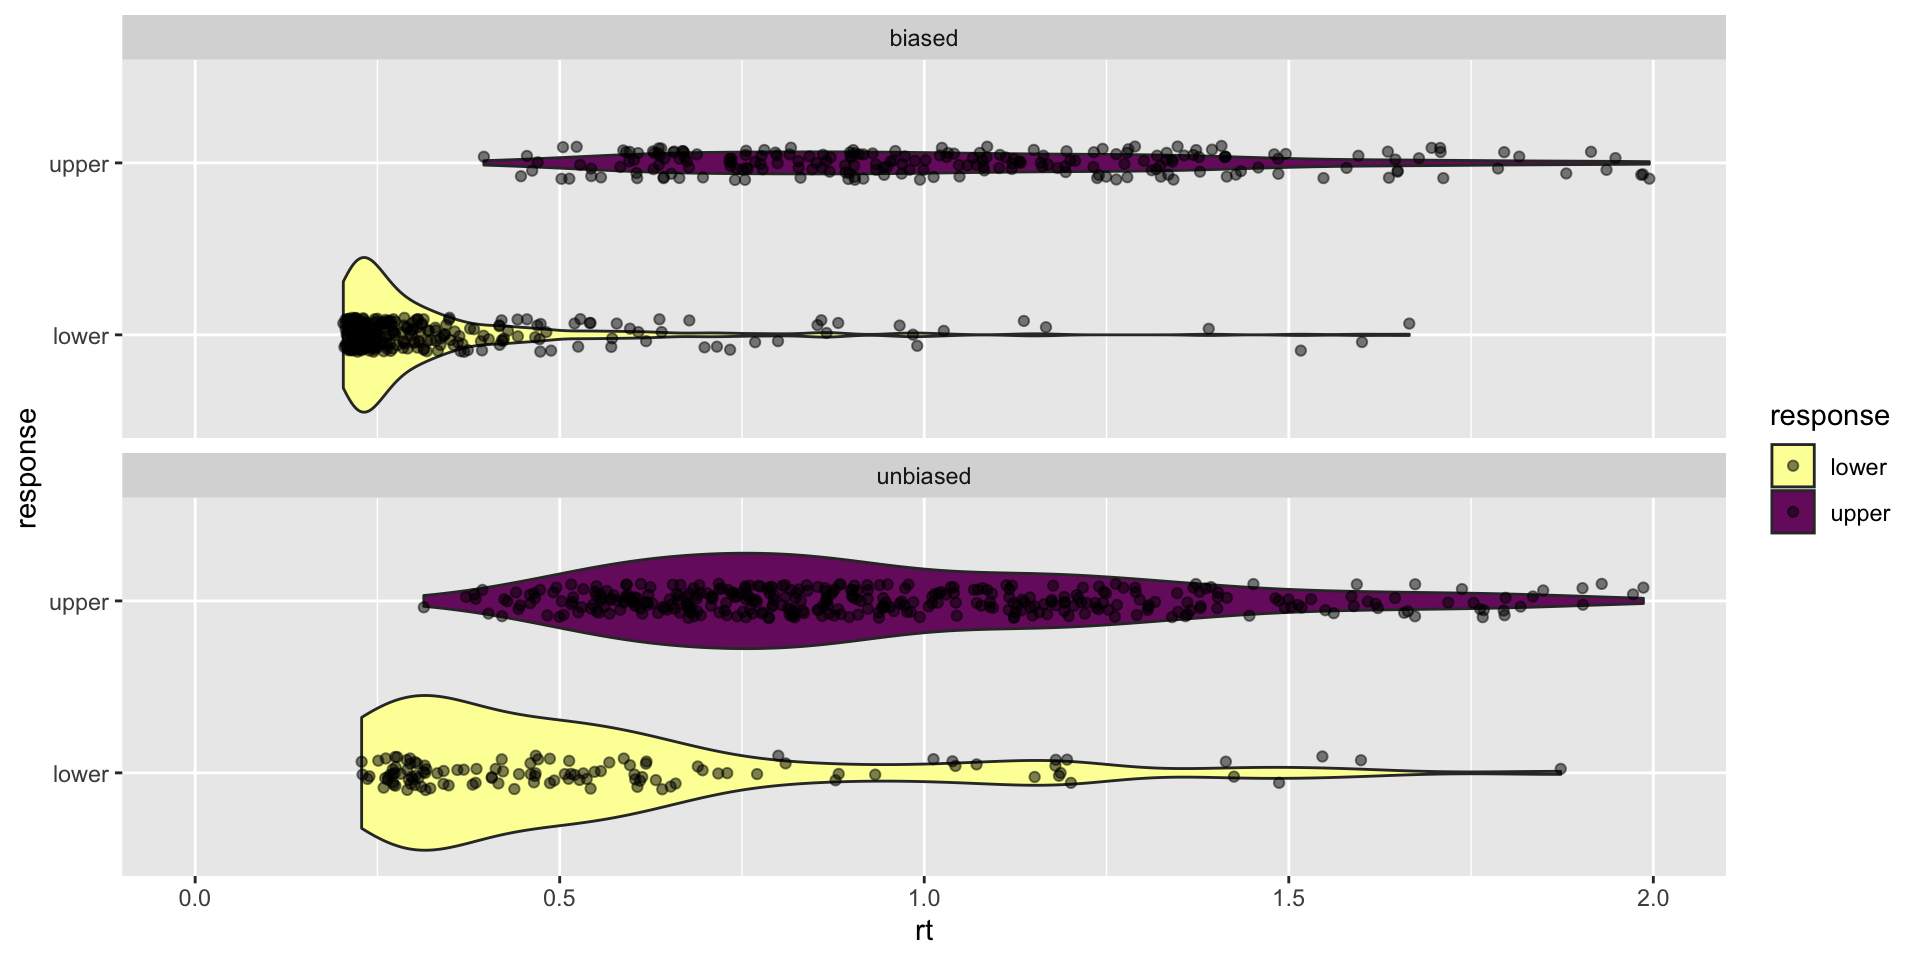 biased
upper
lower
unbiased
upper
lower
0.0 0.5 1.0 1.5 2.0
rt
response
response
lower
upper